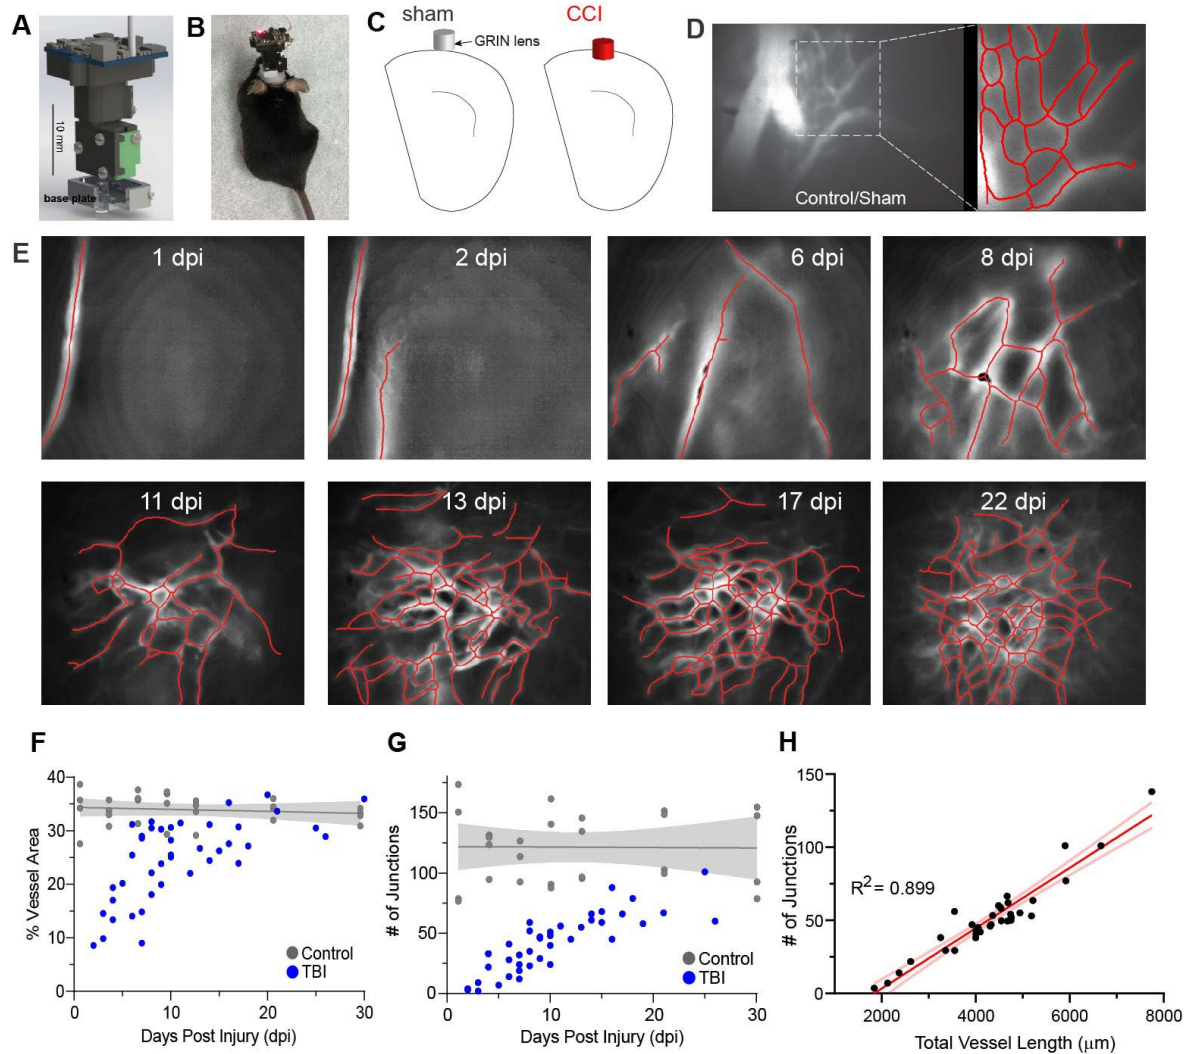 A
10 mm
base plate
B
C
sham
CCI
GRIN lens
D
Control/Sham
E
1 dpi
2 dpi
6 dpi
8 dpi
11 dpi
13 dpi
17 dpi
22 dpi
F
40
30
20
10
0
% Vessel Area
Control
TBI
0
10
20
30
Days Post Injury (dpi)
G
150
100
50
0
# of Junctions
Control
TBI
0
10
20
30
Days Post Injury (dpi)
H
150
100
50
0
# of Junctions
R2= 0.899
2000
4000
6000
8000
Total Vessel Length (μm)